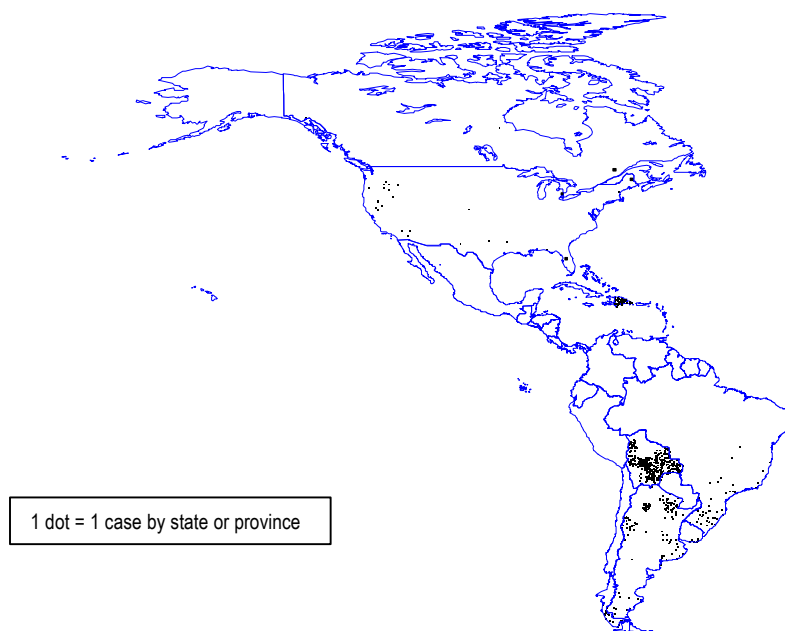 1 dot = 1 case by state or province